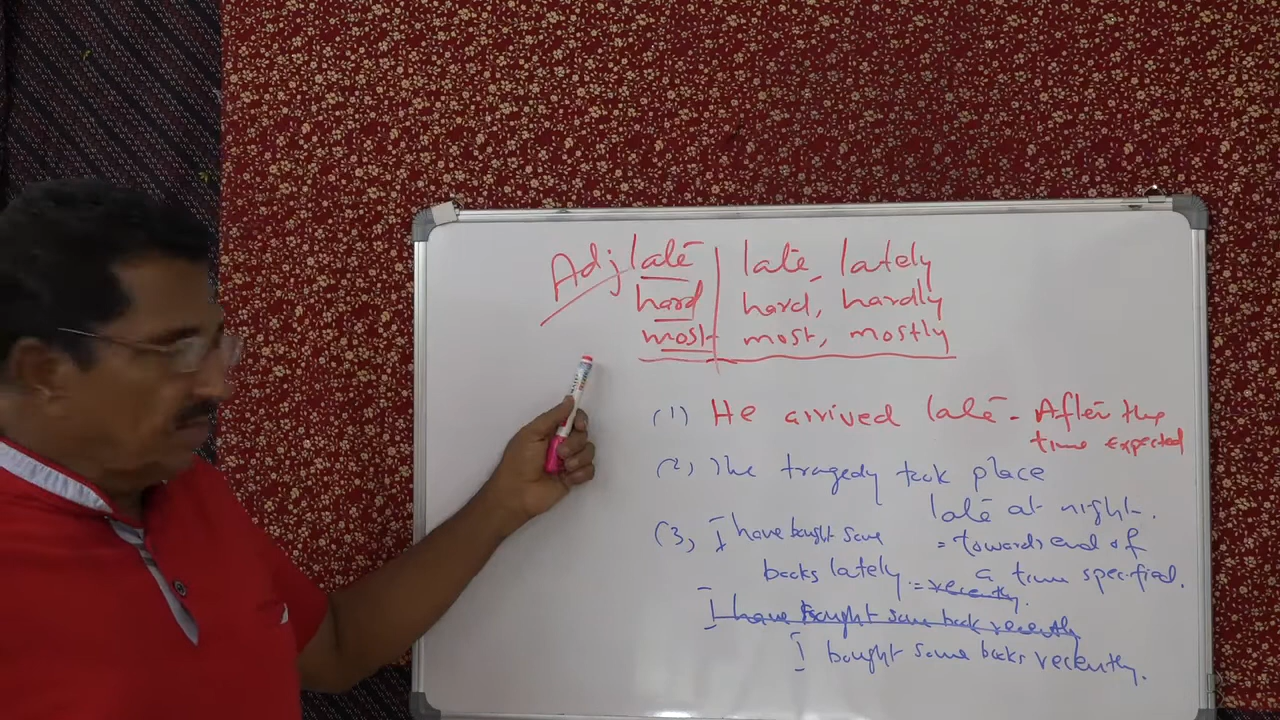 Adj late | late, lately
hard | hard, hardly
most | most, mostly
(1) He arrived late - After the
time expected
(2) The tragedy took place
late at night.
= towards end of
a time specified.
(3) I have bought some
books lately. = recently.
I have bought some book recently
I bought some books recently.